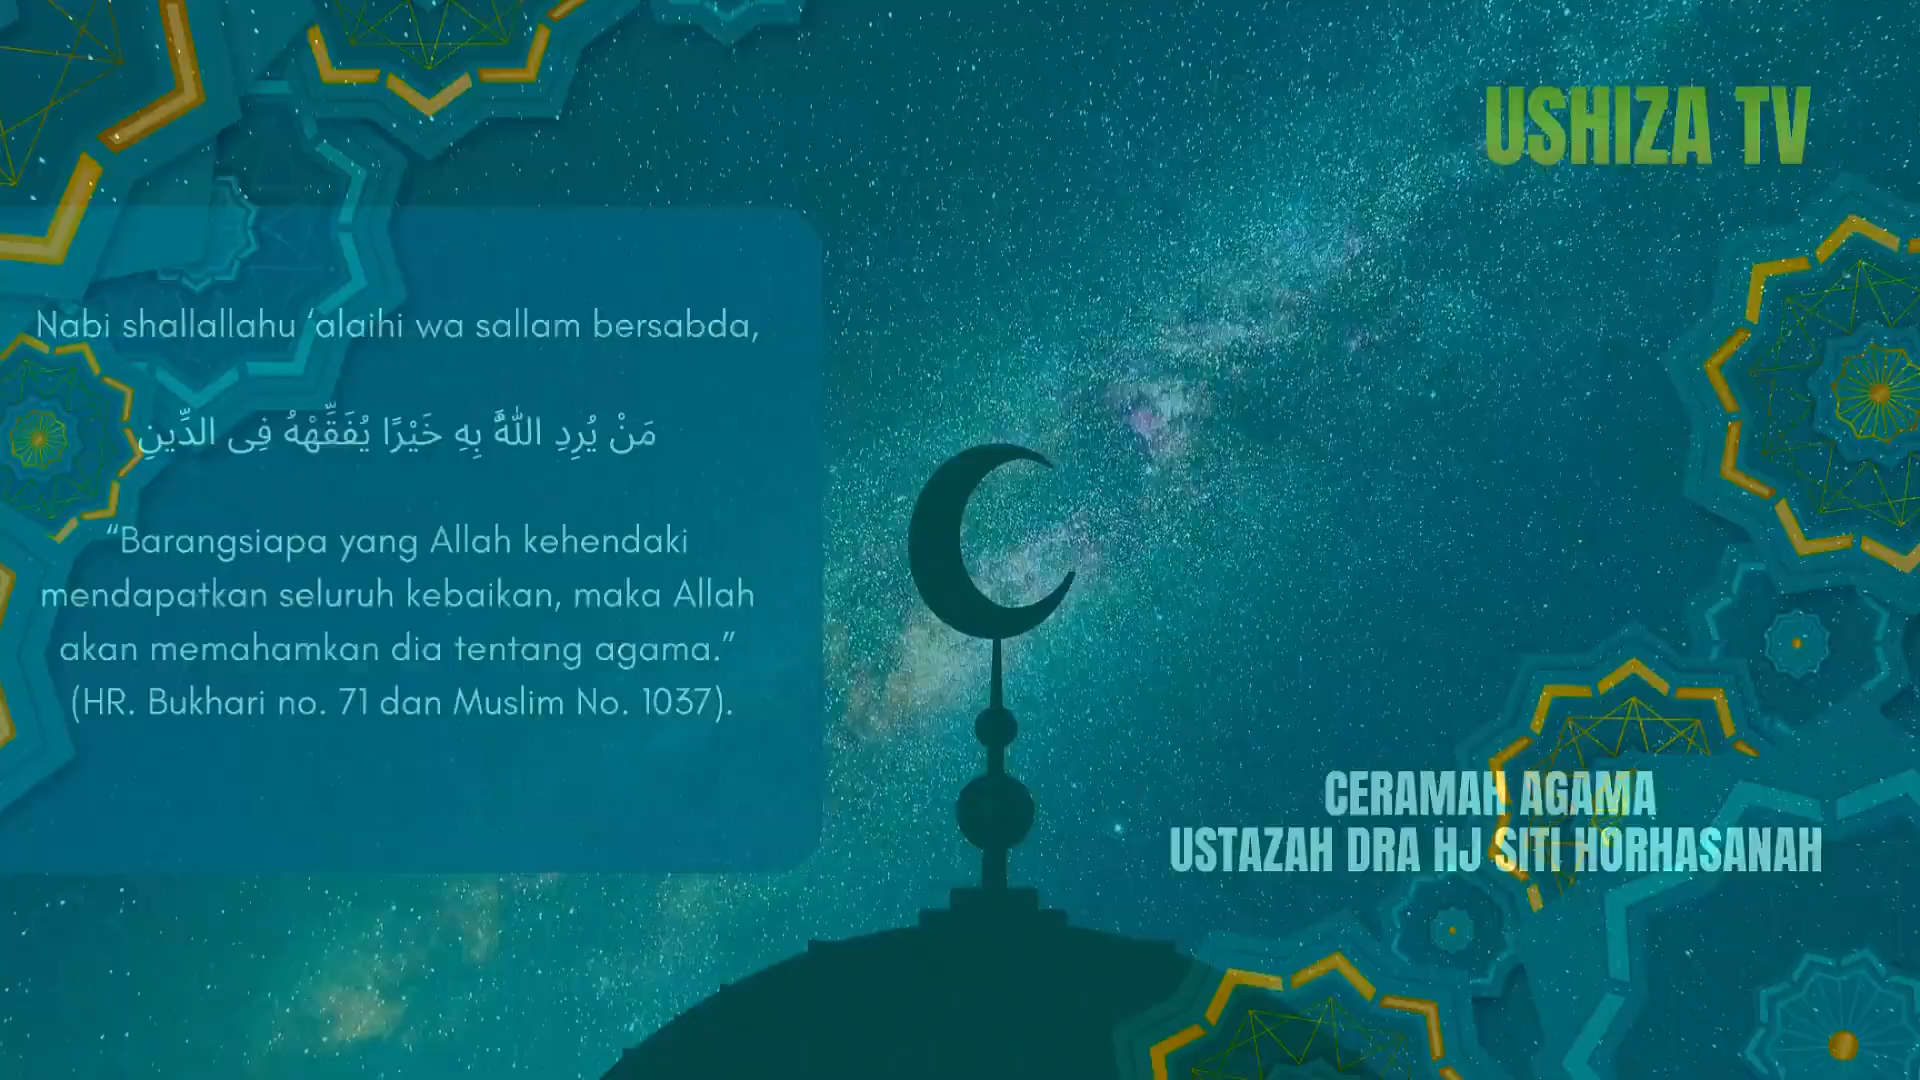 USHIZA TV
Nabi shallallahu ‘alaihi wa sallam bersabda,
مَنْ يُرِدِ اللَّهُ بِهِ خَيْرًا يُفَقِّهْهُ فِى الدِّينِ
“Barangsiapa yang Allah kehendaki
mendapatkan seluruh kebaikan, maka Allah
akan memahamkan dia tentang agama.”
(HR. Bukhari no. 71 dan Muslim No. 1037).
CERAMAH AGAMA
USTAZAH DRA HJ SITI HORHASANAH